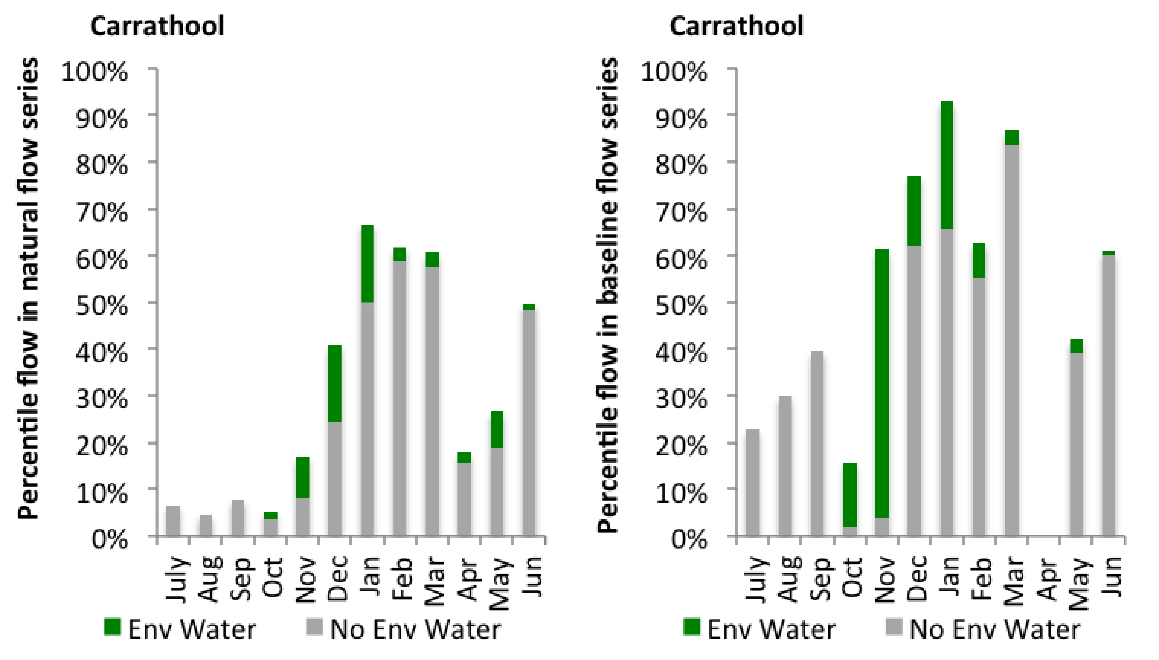 Carrathool
Percentile flow in natural flow series
100%
90%
80%
70%
60%
50%
40%
30%
20%
10%
0%
July Aug Sep Oct Nov Dec Jan Feb Mar Apr May Jun
Env Water No Env Water
Carrathool
Percentile flow in baseline flow series
100%
90%
80%
70%
60%
50%
40%
30%
20%
10%
0%
July Aug Sep Oct Nov Dec Jan Feb Mar Apr May Jun
Env Water No Env Water